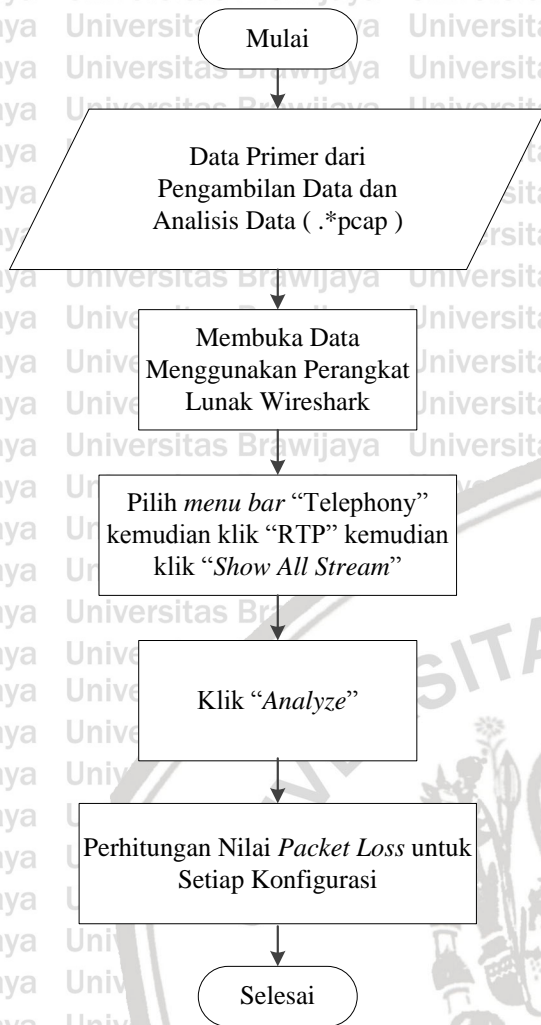 Mulai
Data Primer dari
Pengambilan Data dan
Analisis Data ( .*pcap )
Membuka Data
Menggunakan Perangkat
Lunak Wireshark
Pilih menu bar “Telephony”
kemudian klik “RTP” kemudian
klik “Show All Stream”
Klik “Analyze”
Perhitungan Nilai Packet Loss untuk
Setiap Konfigurasi
Selesai
Universitas Brawijaya